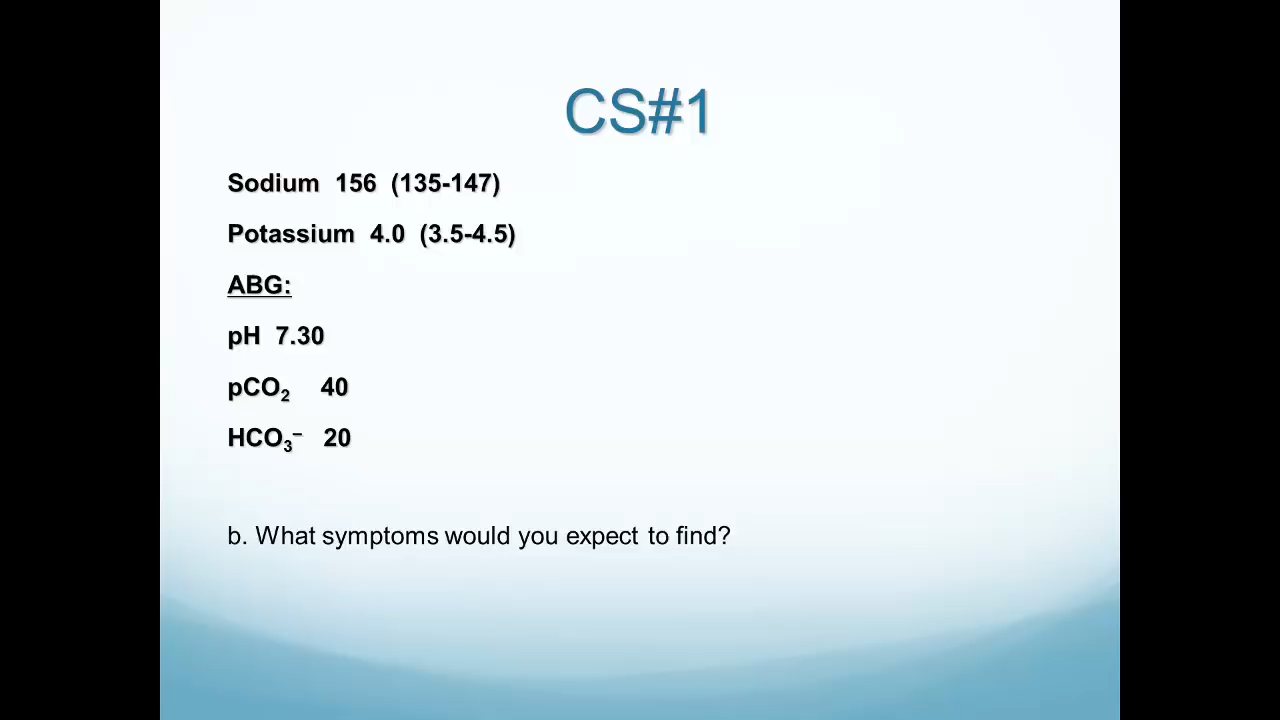 CS#1
Sodium 156 (135-147)
Potassium 4.0 (3.5-4.5)
ABG:
pH 7.30
pCO₂ 40
HCO₃⁻ 20
b. What symptoms would you expect to find?